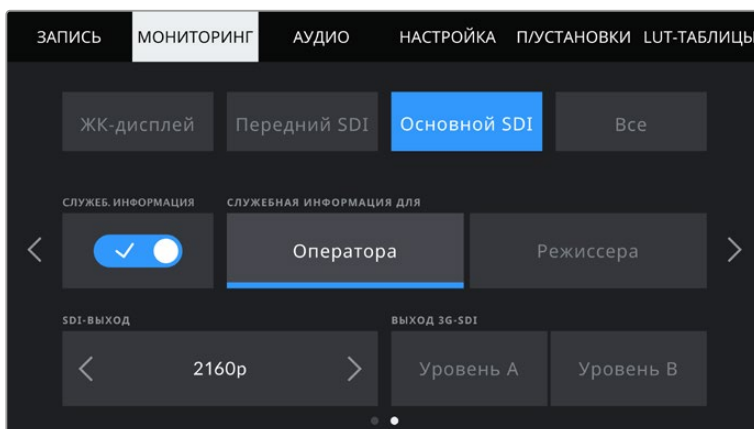 ЗАПИСЬ МОНИТОРИНГ АУДИО НАСТРОЙКА П/УСТАНОВКИ LUT-ТАБЛИЦЫ
ЖК-дисплей Передний SDI Основной SDI Все
СЛУЖЕБ. ИНФОРМАЦИЯ СЛУЖЕБНАЯ ИНФОРМАЦИЯ ДЛЯ
Оператора Режиссера
SDI-ВЫХОД ВЫХОД 3G-SDI
2160p Уровень A Уровень B